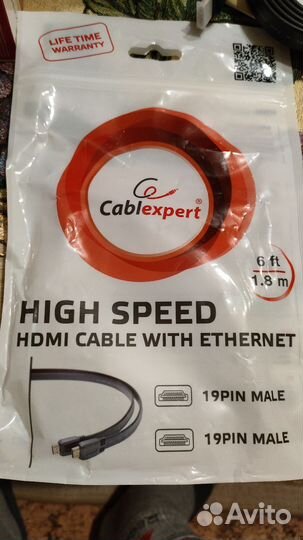 LIFE TIME
WARRANTY
Cablexpert®
6 ft
1.8 m
HIGH SPEED
HDMI CABLE WITH ETHERNET
19PIN MALE
19PIN MALE
Avito